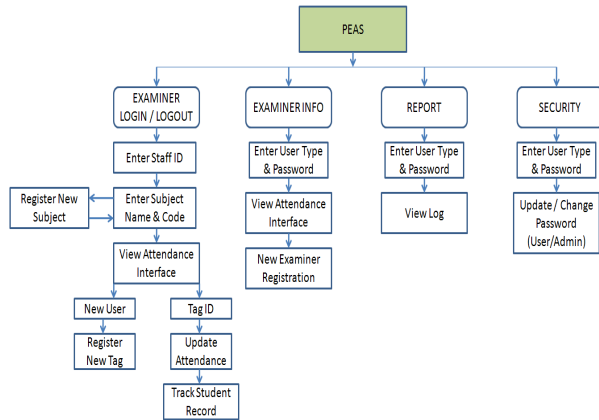 PEAS
EXAMINER
LOGIN / LOGOUT
EXAMINER INFO
REPORT
SECURITY
Enter Staff ID
Enter User Type
& Password
Enter User Type
& Password
Enter User Type
& Password
Register New
Subject
Enter Subject
Name & Code
View Attendance
Interface
View Log
Update / Change
Password
(User/Admin)
View Attendance
Interface
New Examiner
Registration
New User
Tag ID
Register
New Tag
Update
Attendance
Track Student
Record